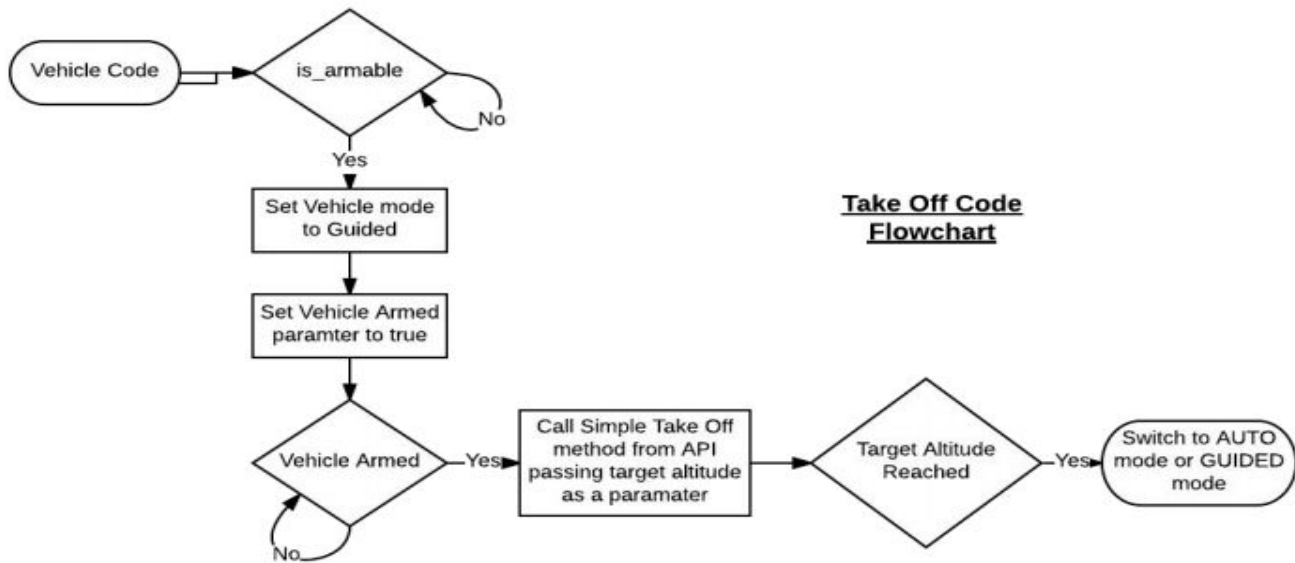 Vehicle Code
is_armable
No
Yes
Set Vehicle mode
to Guided
Take Off Code
Flowchart
Set Vehicle Armed
paramter to true
Vehicle Armed
No
Yes
Call Simple Take Off
method from API
passing target altitude
as a paramater
Target Altitude
Reached
Yes
Switch to AUTO
mode or GUIDED
mode